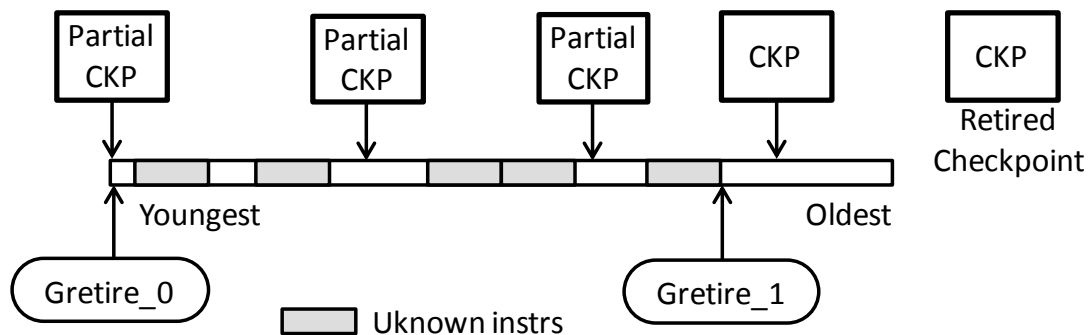 Partial
CKP
Partial
CKP
Partial
CKP
CKP
CKP
Retired
Checkpoint
Youngest
Oldest
Gretire_0
Gretire_1
Uknown instrs